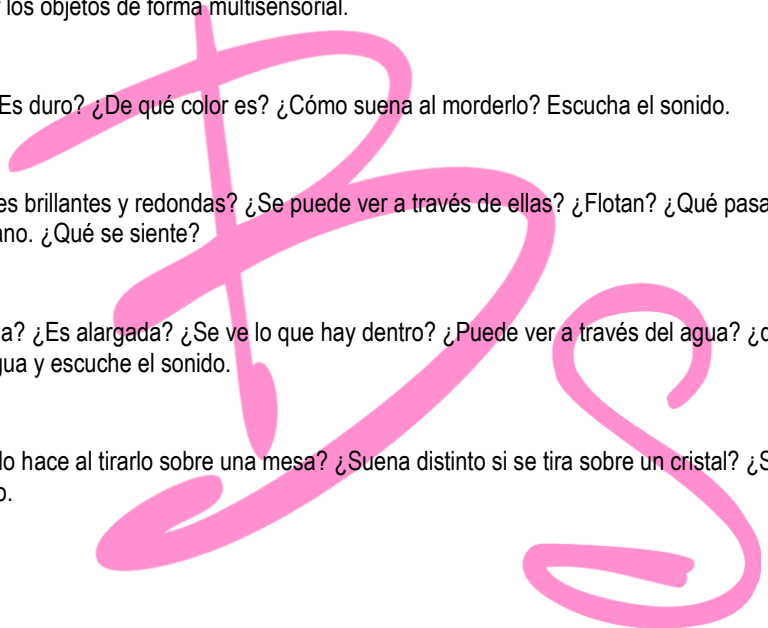 los objetos de forma multisensorial.
Es duro? ¿De qué color es? ¿Cómo suena al morderlo? Escucha el sonido.
es brillantes y redondas? ¿Se puede ver a través de ellas? ¿Flotan? ¿Qué pasa
ano. ¿Qué se siente?
a? ¿Es alargada? ¿Se ve lo que hay dentro? ¿Puede ver a través del agua?
gua y escuche el sonido.
do hace al tirarlo sobre una mesa? ¿Suena distinto si se tira sobre un cristal? ¿S
o.
BS